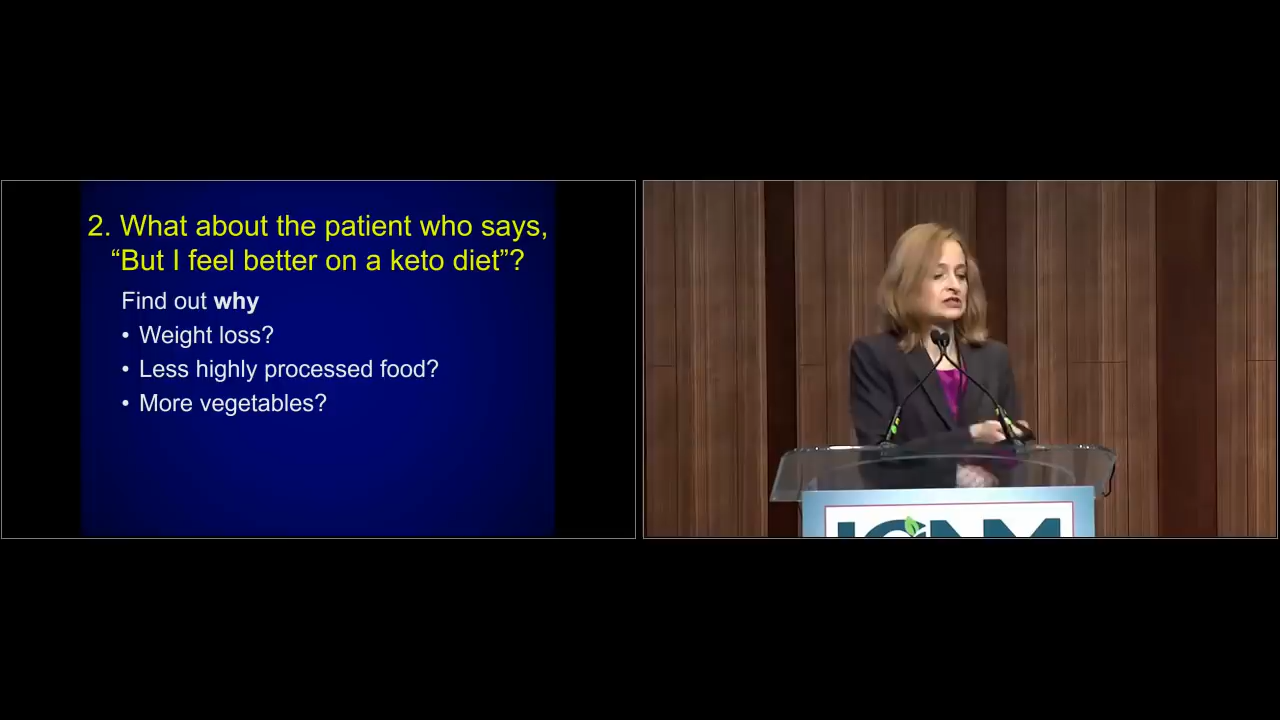 2. What about the patient who says,
“But I feel better on a keto diet”?
Find out why
• Weight loss?
• Less highly processed food?
• More vegetables?
ICNM